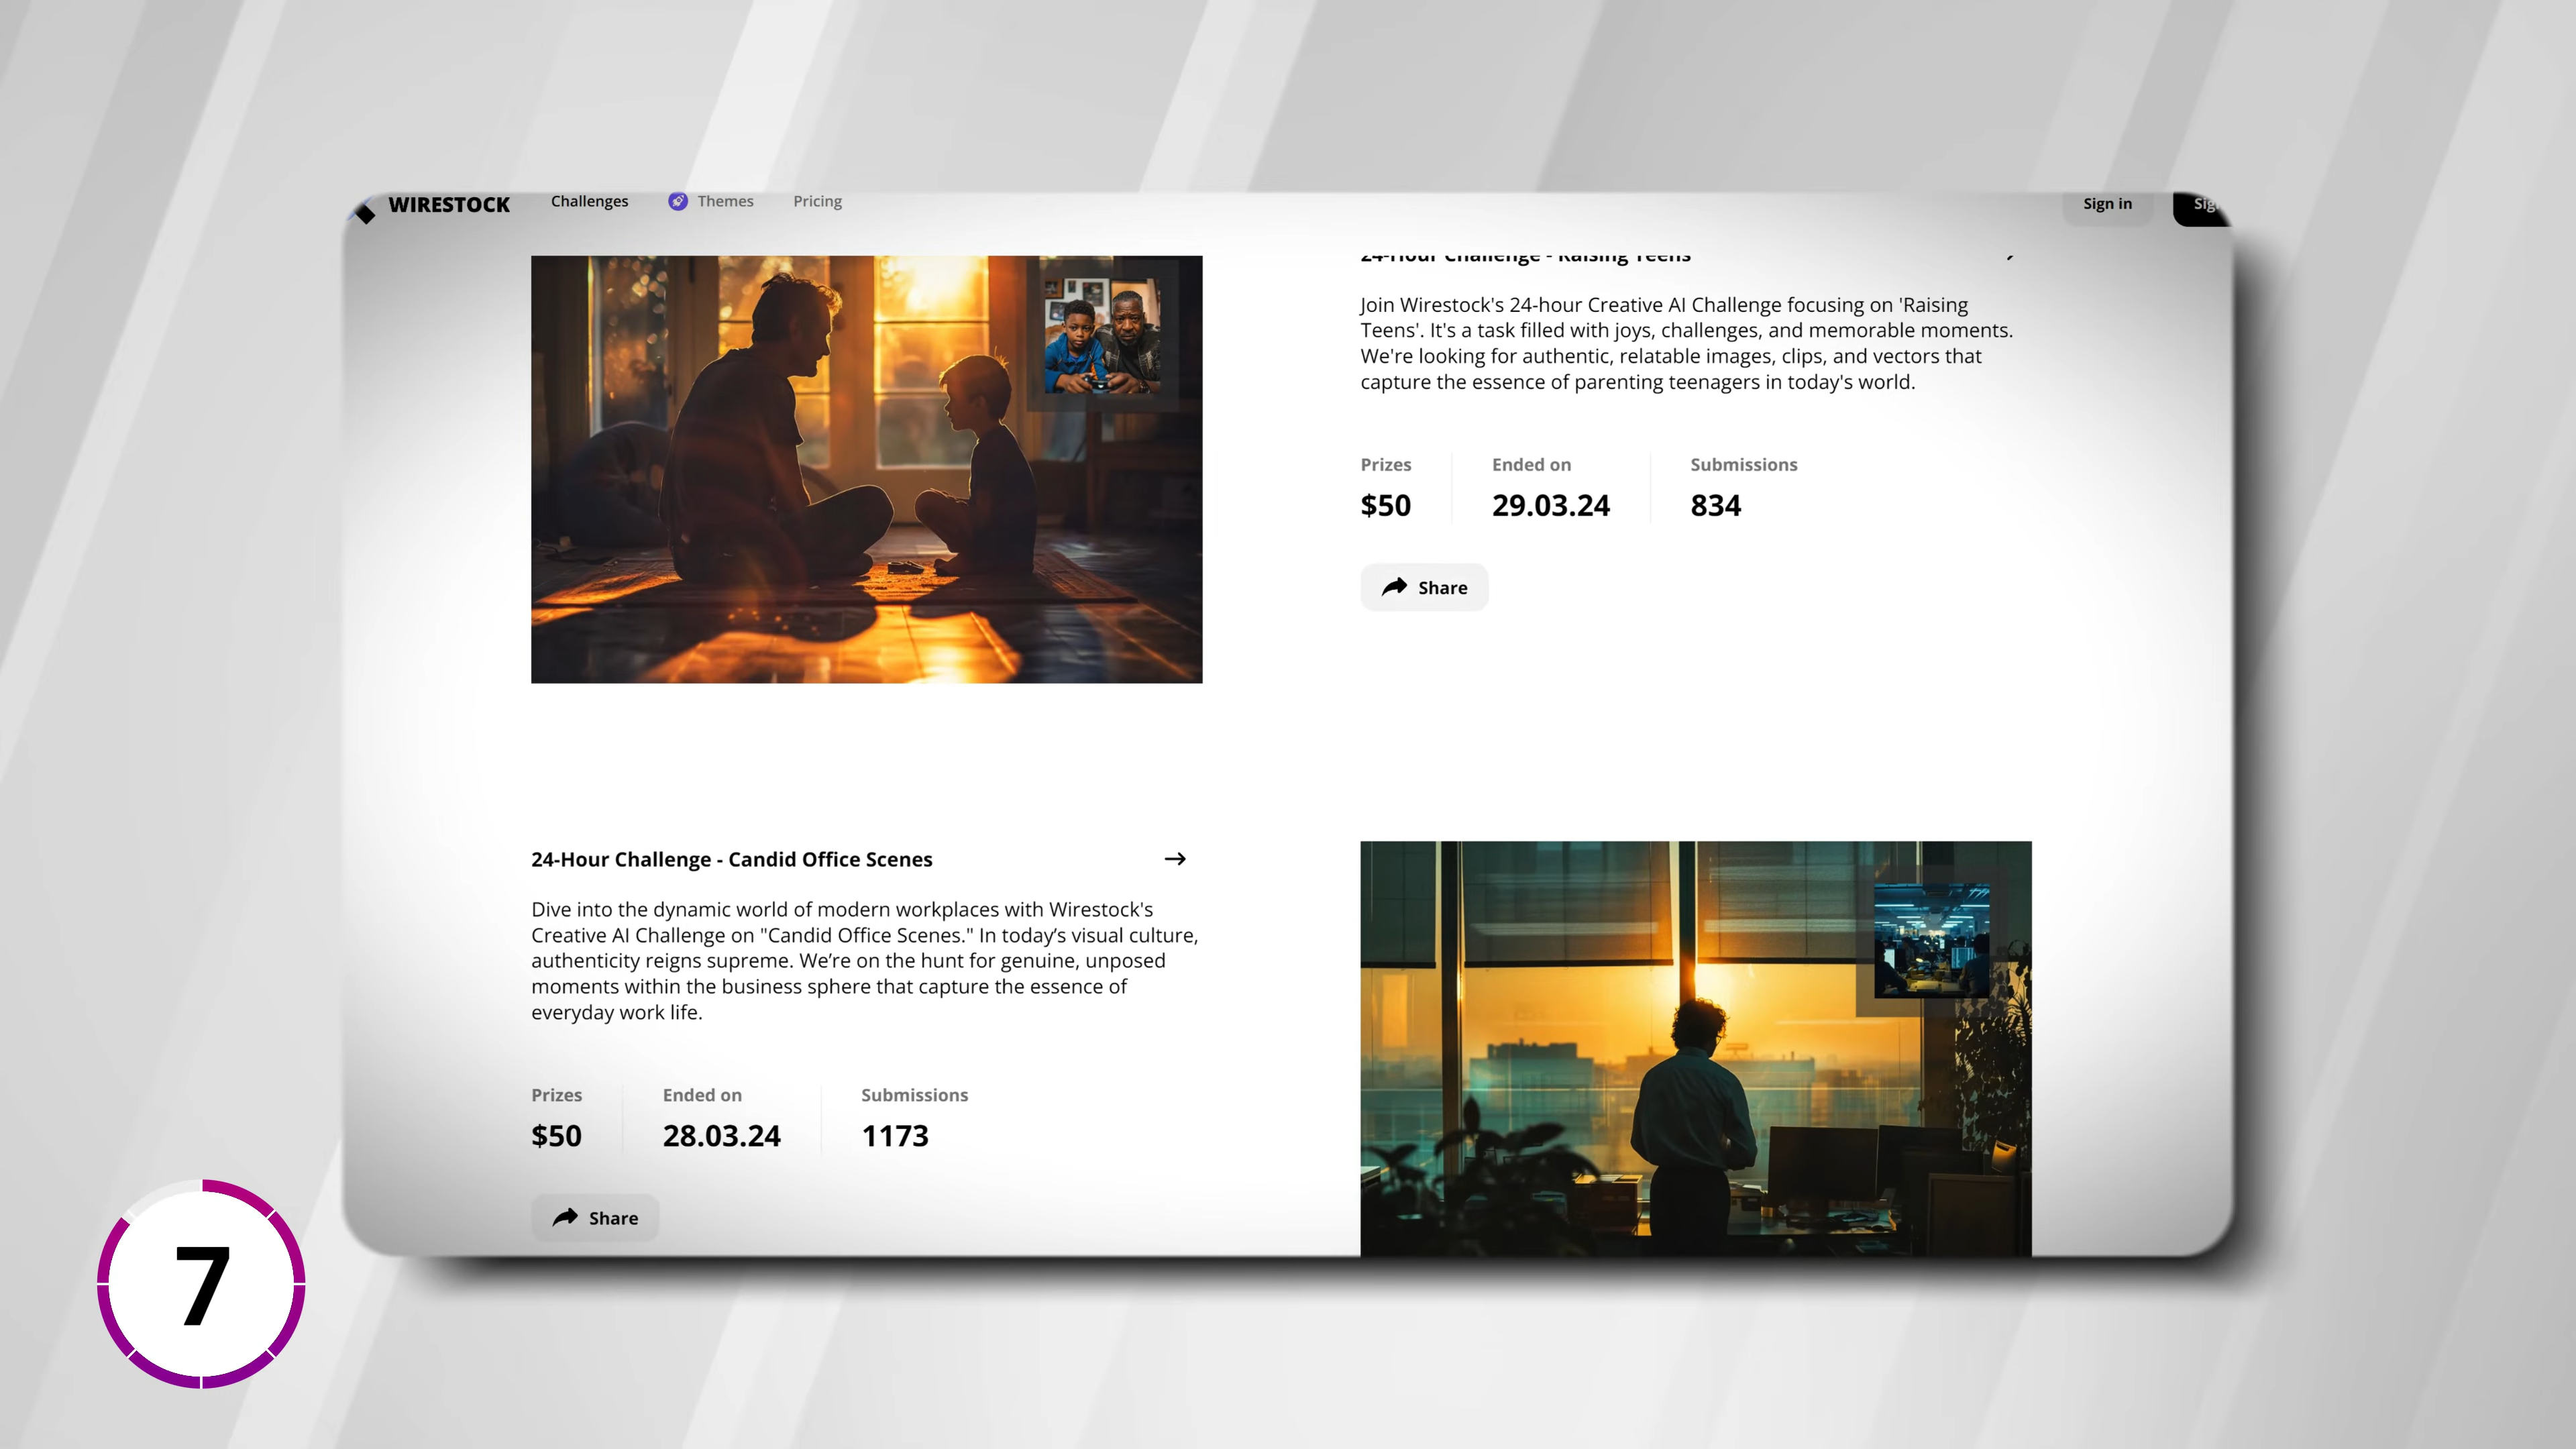 WIRESTOCK
Challenges
Themes
Pricing
Sign in
24-Hour Challenge - Raising Teens
Join Wirestock's 24-hour Creative AI Challenge focusing on 'Raising
Teens'. It's a task filled with joys, challenges, and memorable moments.
We're looking for authentic, relatable images, clips, and vectors that
capture the essence of parenting teenagers in today's world.
Prizes
Ended on
Submissions
$50
29.03.24
834
Share
24-Hour Challenge - Candid Office Scenes
Dive into the dynamic world of modern workplaces with Wirestock's
Creative AI Challenge on "Candid Office Scenes." In today’s visual culture,
authenticity reigns supreme. We’re on the hunt for genuine, unposed
moments within the business sphere that capture the essence of
everyday work life.
Prizes
Ended on
Submissions
$50
28.03.24
1173
Share
7